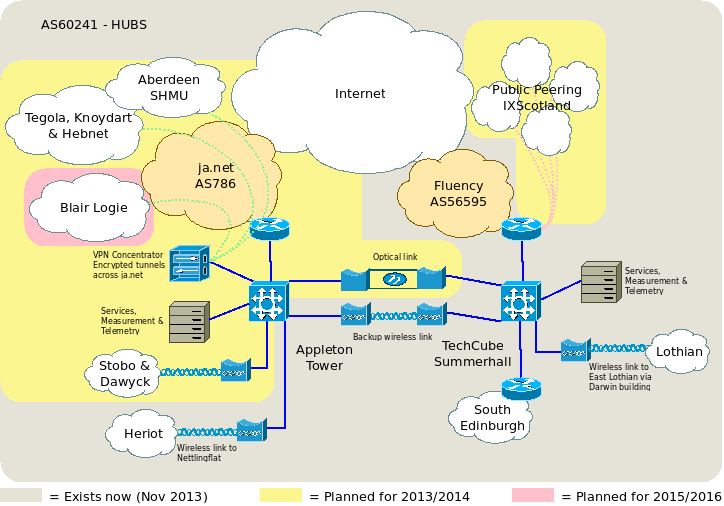 AS60241 - HUBS
Aberdeen
SHMU
Tegola, Knoydart
& Hebnet
Internet
Public Peering
IXScotland
ja.net
AS786
Fluency
AS56595
Blair Logie
VPN Concentrator
Encrypted tunnels
across ja.net
Optical link
Services,
Measurement &
Telemetry
Services,
Measurement &
Telemetry
Backup wireless link
Appleton
Tower
TechCube
Summerhall
Stobo &
Dawyck
Lothian
Wireless link to
East Lothian via
Darwin building
South
Edinburgh
Heriot
Wireless link to
Nettlingflat
= Exists now (Nov 2013)
= Planned for 2013/2014
= Planned for 2015/2016